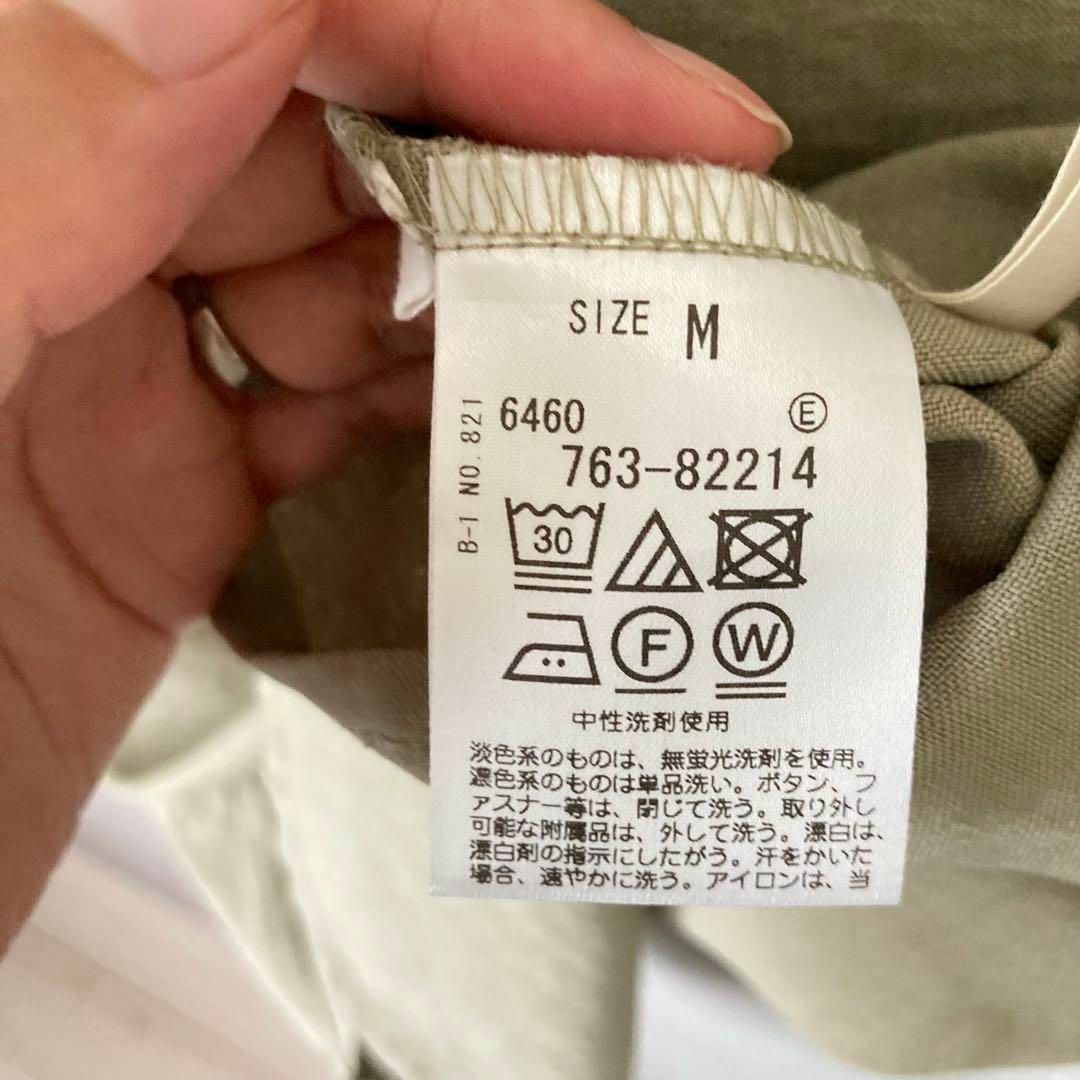 SIZE M
6460 Ⓔ
763-82214
B-1 NO. 821
30
F W
中性洗剤使用
淡色系のものは、無蛍光洗剤を使用。
濃色系のものは単品洗い。ボタン、フ
ァスナー等は、閉じて洗う。取り外し
可能な附属品は、外して洗う。漂白は、
漂白剤の指示にしたがう。汗をかいた
場合、速やかに洗う。アイロンは、当